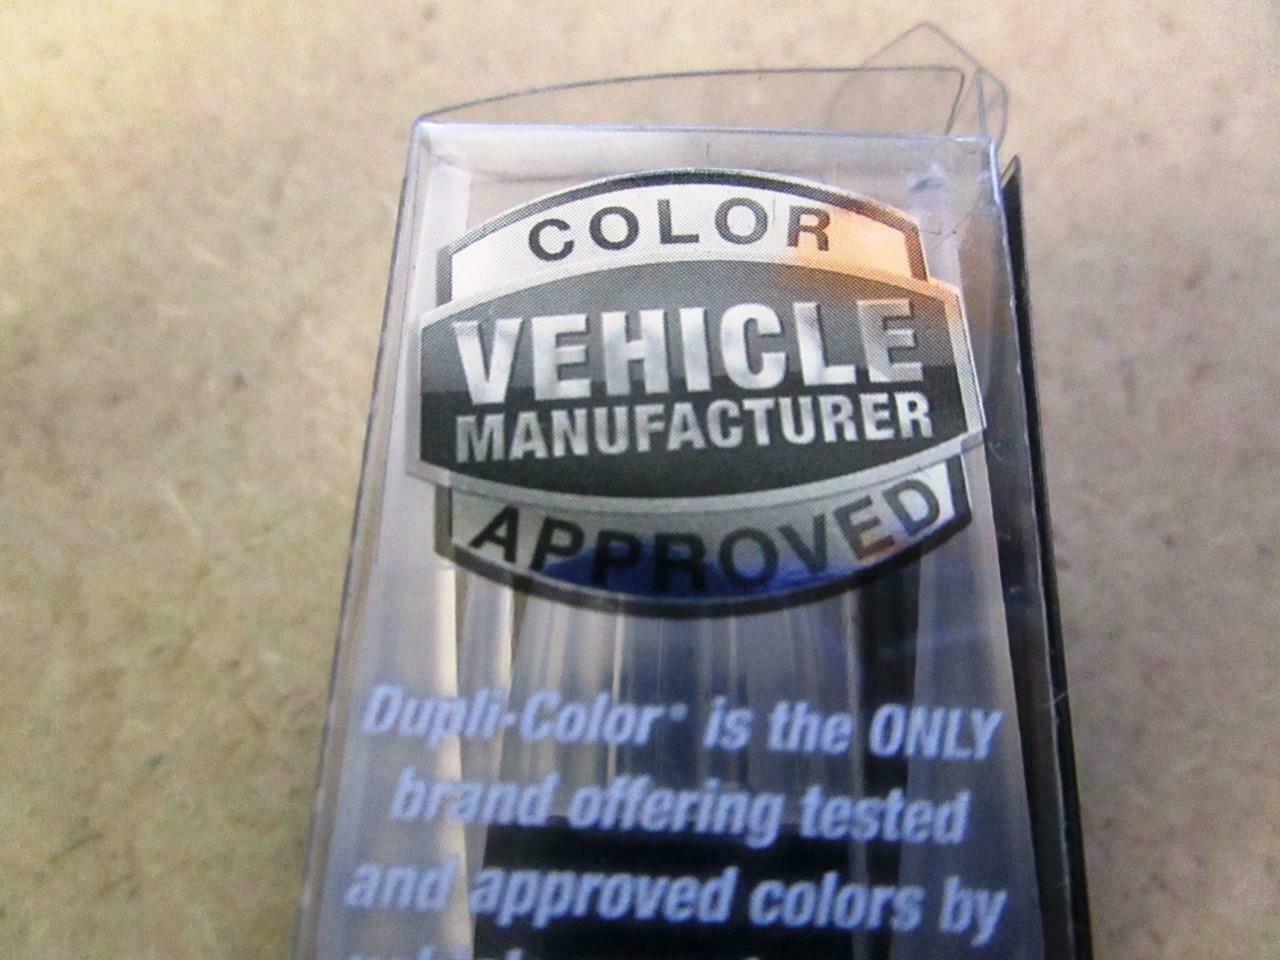 COLOR
VEHICLE
MANUFACTURER
APPROVED
Dupli-Color® is the ONLY
brand offering tested
and approved colors by